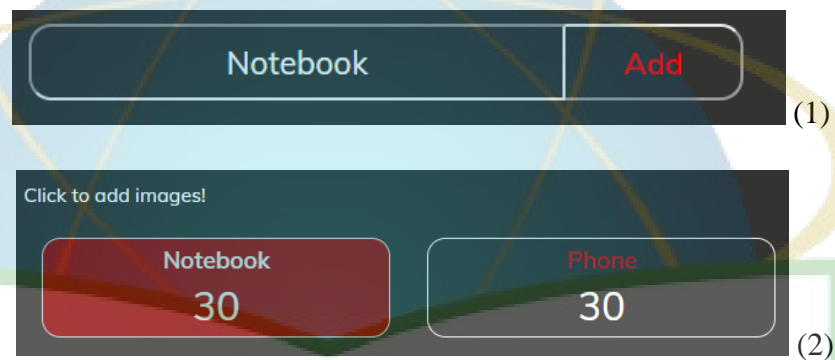 Notebook Add
(1)
Click to add images!
Notebook Phone
30 30
(2)